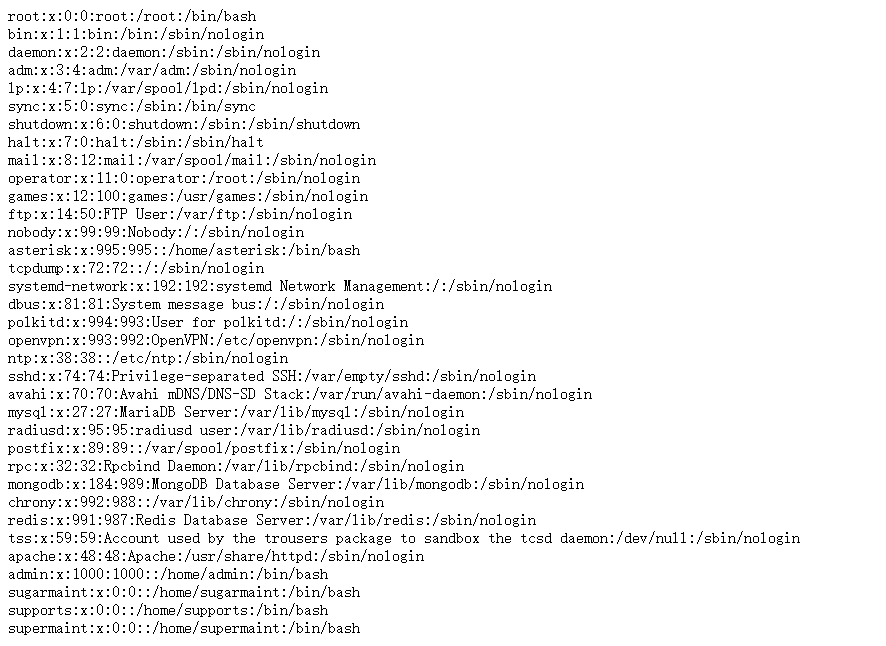 root:x:0:0:root:/root:/bin/bash
bin:x:1:1:bin:/bin:/sbin/nologin
daemon:x:2:2:daemon:/sbin:/sbin/nologin
adm:x:3:4:adm:/var/adm:/sbin/nologin
lp:x:4:7:lp:/var/spool/lpd:/sbin/nologin
sync:x:5:0:sync:/sbin:/bin/sync
shutdown:x:6:0:shutdown:/sbin:/sbin/shutdown
halt:x:7:0:halt:/sbin:/sbin/halt
mail:x:8:12:mail:/var/spool/mail:/sbin/nologin
operator:x:11:0:operator:/root:/sbin/nologin
games:x:12:100:games:/usr/games:/sbin/nologin
ftp:x:14:50:FTP User:/var/ftp:/sbin/nologin
nobody:x:99:99:Nobody:/:/sbin/nologin
asterisk:x:995:995::/home/asterisk:/bin/bash
tcpdump:x:72:72::/:/sbin/nologin
systemd-network:x:192:192:systemd Network Management:/:/sbin/nologin
dbus:x:81:81:System message bus:/:/sbin/nologin
polkitd:x:994:993:User for polkitd:/:/sbin/nologin
openvpn:x:993:992:OpenVPN:/etc/openvpn:/sbin/nologin
ntp:x:38:38::/etc/ntp:/sbin/nologin
sshd:x:74:74:Privilege-separated SSH:/var/empty/sshd:/sbin/nologin
avahi:x:70:70:Avahi mDNS/DNS-SD Stack:/var/run/avahi-daemon:/sbin/nologin
mysql:x:27:27:MariaDB Server:/var/lib/mysql:/sbin/nologin
radiusd:x:95:95:radiusd user:/var/lib/radiusd:/sbin/nologin
postfix:x:89:89::/var/spool/postfix:/sbin/nologin
rpc:x:32:32:Rpcbind Daemon:/var/lib/rpcbind:/sbin/nologin
mongodb:x:184:989:MongoDB Database Server:/var/lib/mongodb:/sbin/nologin
chrony:x:992:988::/var/lib/chrony:/sbin/nologin
redis:x:991:987:Redis Database Server:/var/lib/redis:/sbin/nologin
tss:x:59:59:Account used by the trousers package to sandbox the tcsd daemon:/dev/null:/sbin/nologin
apache:x:48:48:Apache:/usr/share/httpd:/sbin/nologin
admin:x:1000:1000::/home/admin:/bin/bash
sugarmaint:x:0:0::/home/sugarmaint:/bin/bash
supports:x:0:0::/home/supports:/bin/bash
supermaint:x:0:0::/home/supermaint:/bin/bash